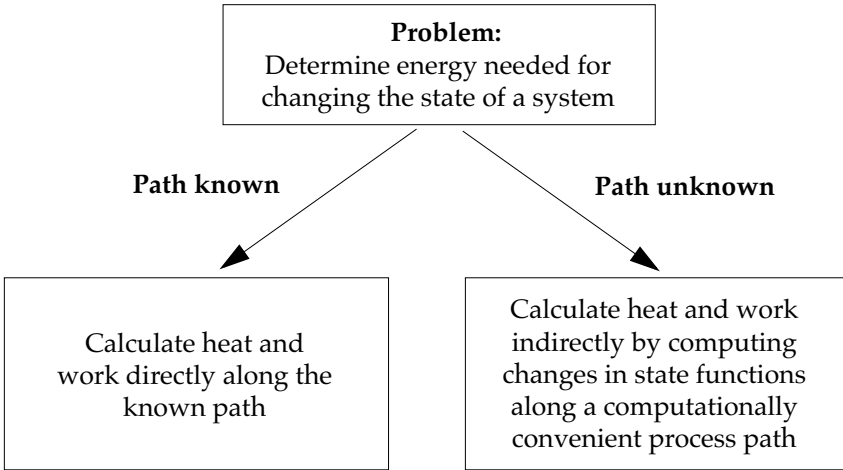 Problem:
Determine energy needed for
changing the state of a system
Path known
Path unknown
Calculate heat and
work directly along the
known path
Calculate heat and work
indirectly by computing
changes in state functions
along a computationally
convenient process path